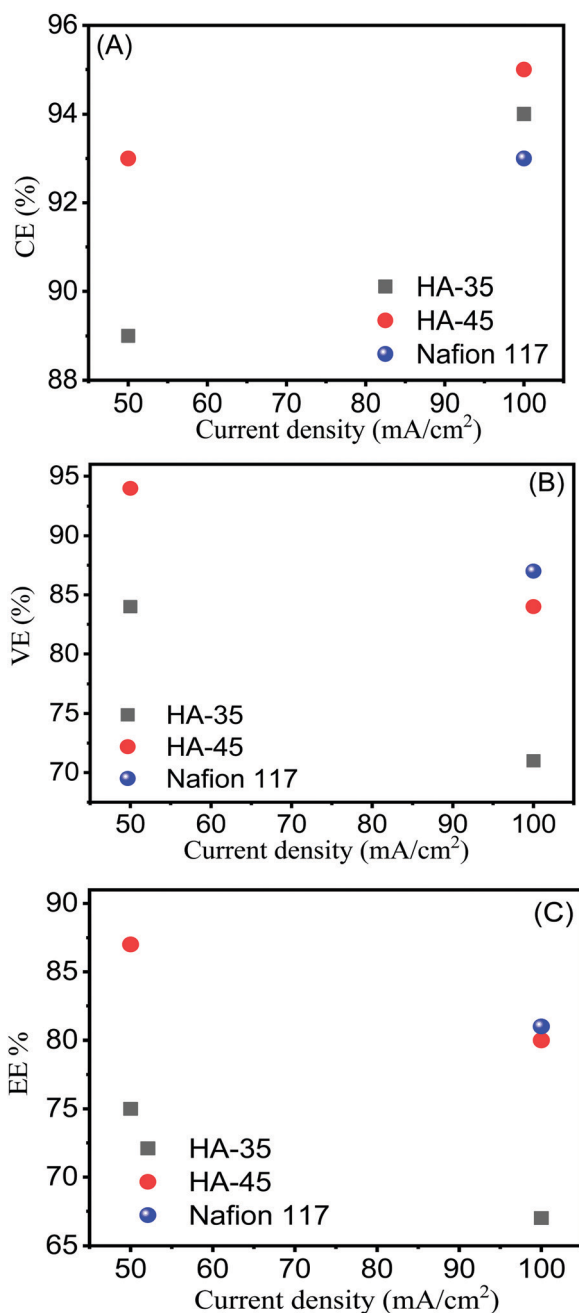 (A)
96
94
92
90
88
CE (%)
HA-35
HA-45
Nafion 117
50 60 70 80 90 100
Current density (mA/cm²)
(B)
95
90
85
80
75
70
VE (%)
HA-35
HA-45
Nafion 117
50 60 70 80 90 100
Current density (mA/cm²)
(C)
90
85
80
75
70
65
EE %
HA-35
HA-45
Nafion 117
50 60 70 80 90 100
Current density (mA/cm²)